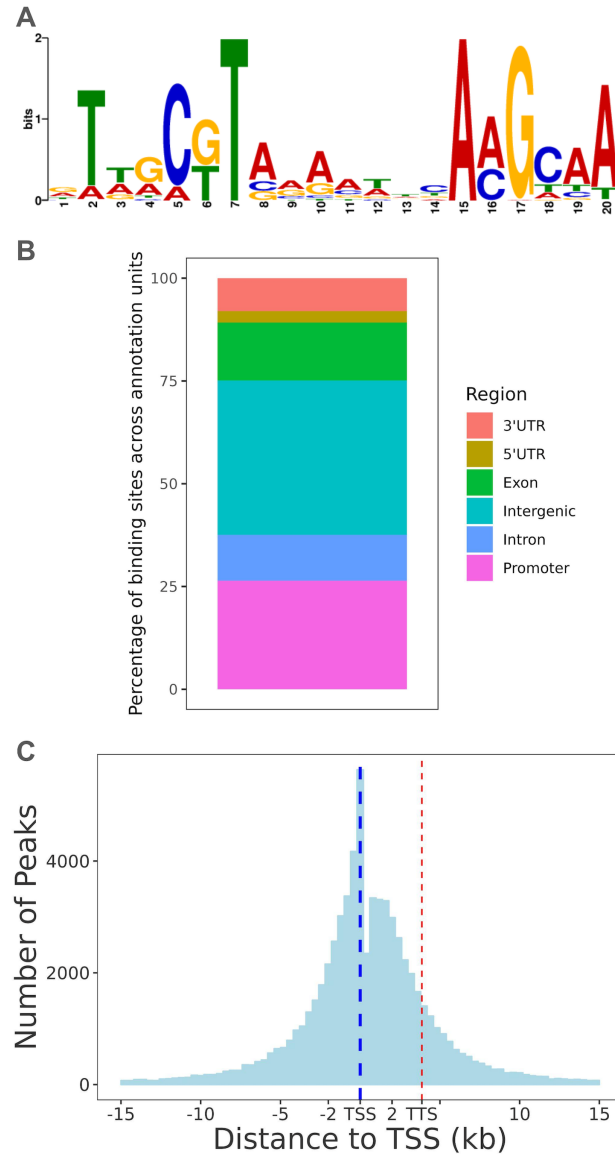 A
2
bits
1
0
1 2 3 4 5 6 7 8 9 10 11 12 13 14 15 16 17 18 19 20
B
Percentage of binding sites across annotation units
100
75
50
25
0
Region
3'UTR
5'UTR
Exon
Intergenic
Intron
Promoter
C
Number of Peaks
4000
2000
0
-15 -10 -5 -2 TSS 2 TTS 10 15
Distance to TSS (kb)